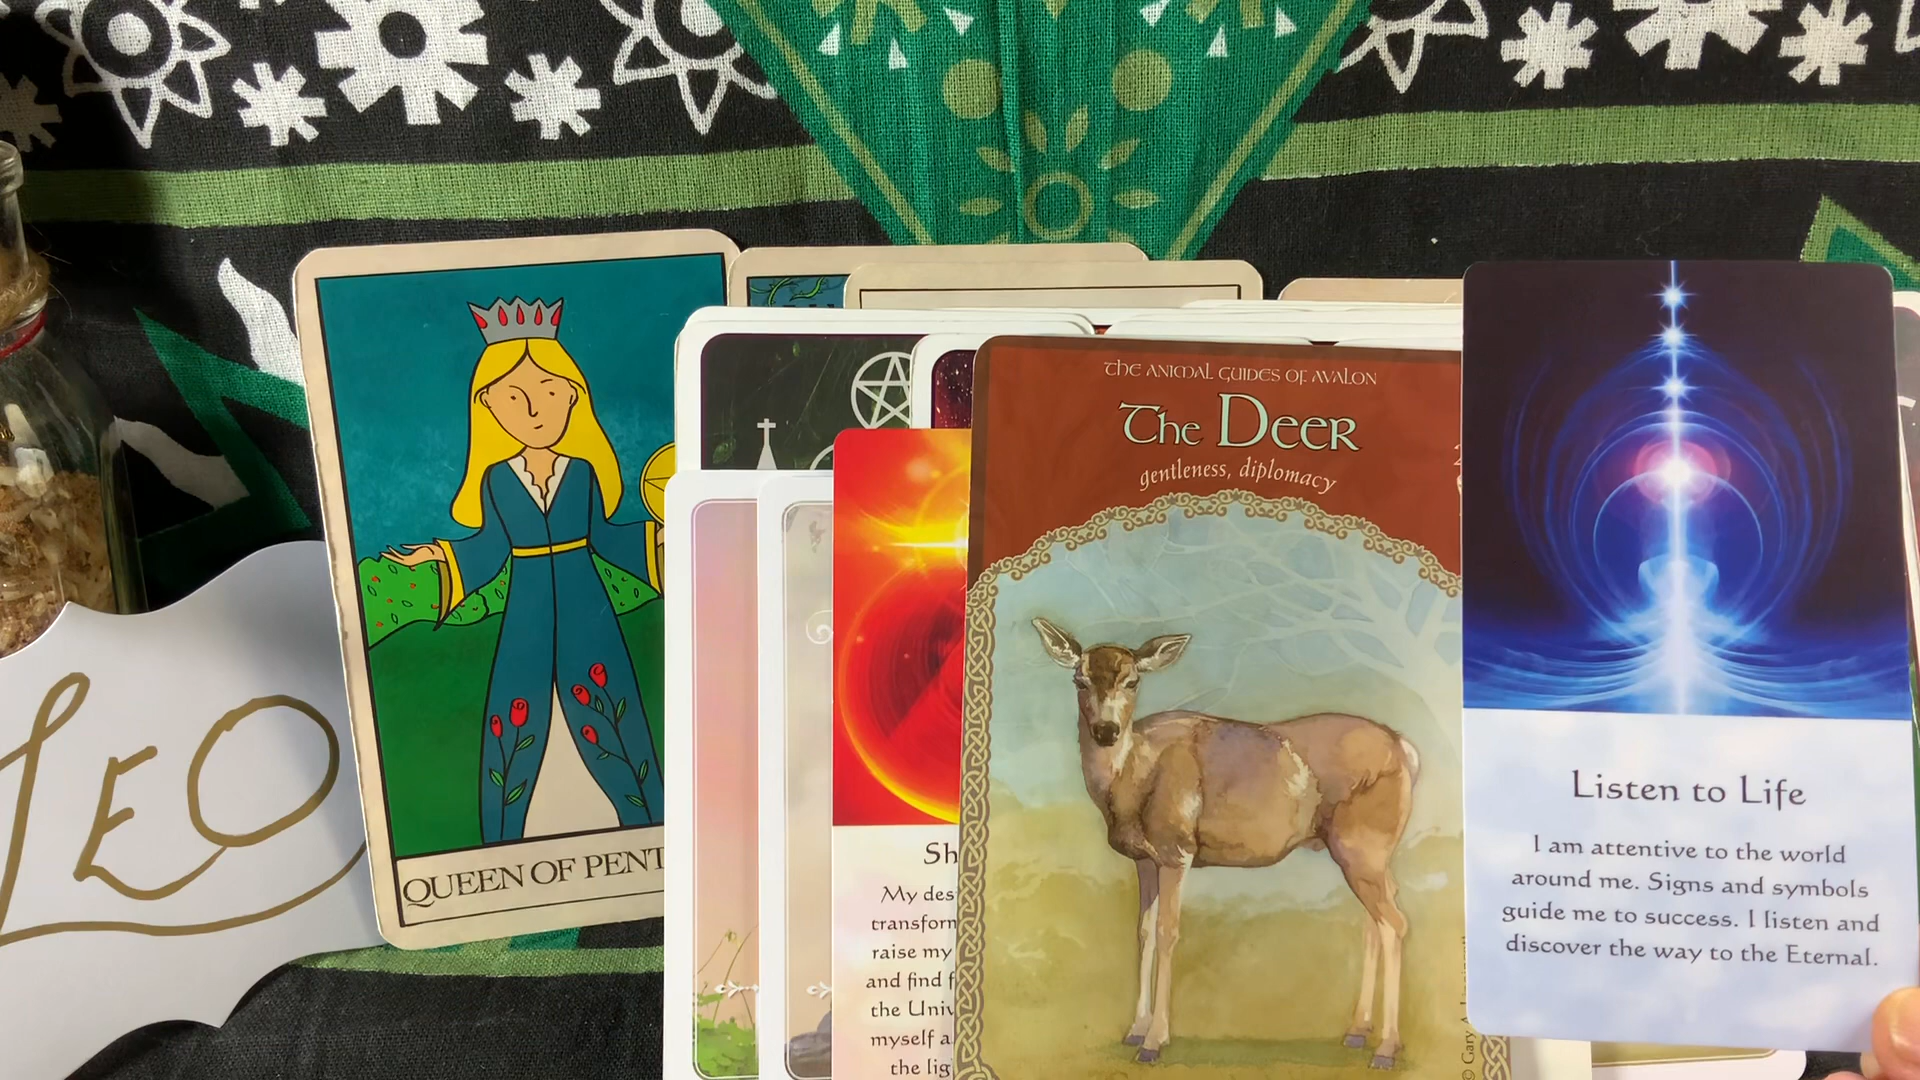 LEO
QUEEN OF PENT
THE ANIMAL GUIDES OF AVALON
The DEER
gentleness, diplomacy
Sh
My des
transform
raise my
and find f
the Univ
myself a
the lig
Listen to Life
I am attentive to the world
around me. Signs and symbols
guide me to success. I listen and
discover the way to the Eternal.
© Gary A.